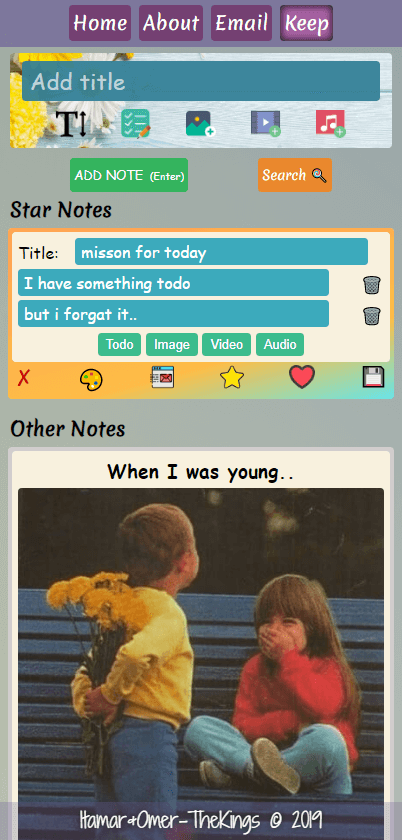 Home About Email Keep
Add title
T
ADD NOTE (Enter) Search
Star Notes
Title: misson for today
I have something todo
but i forgat it..
Todo Image Video Audio
X
Other Notes
When I was young..
Itamar&Omer-TheKings © 2019